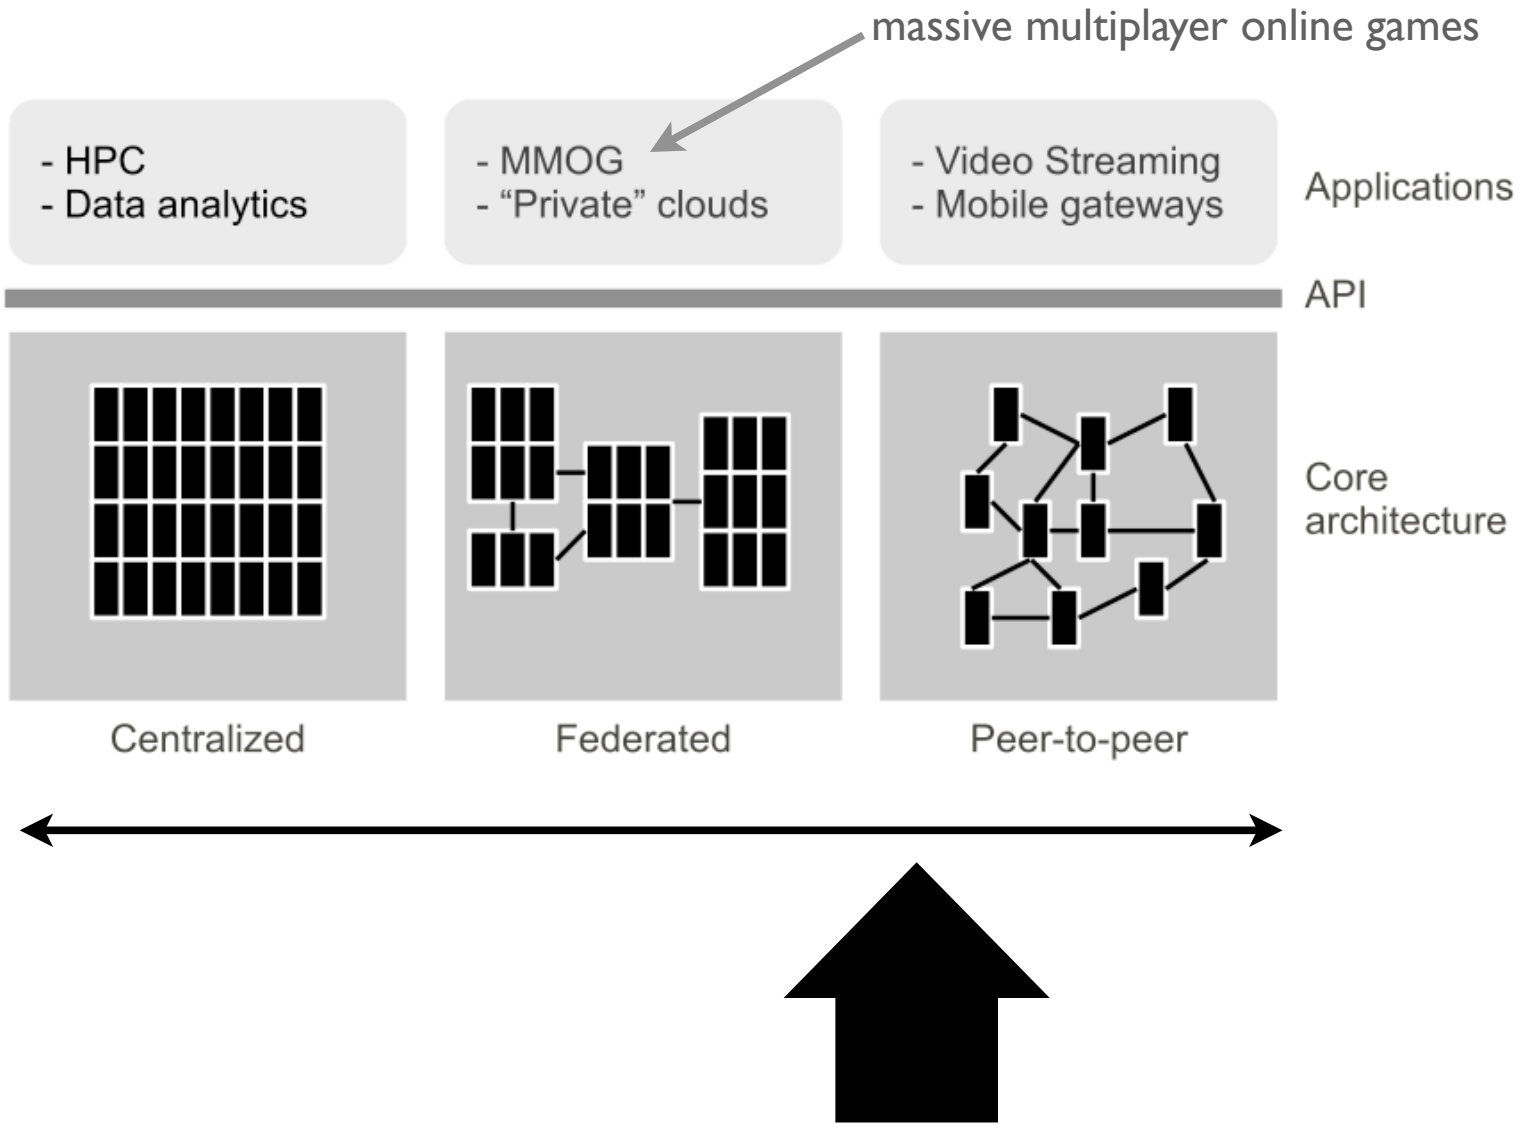 massive multiplayer online games
- HPC
- Data analytics
- MMOG
- “Private” clouds
- Video Streaming
- Mobile gateways
Applications
API
Core
architecture
Centralized
Federated
Peer-to-peer